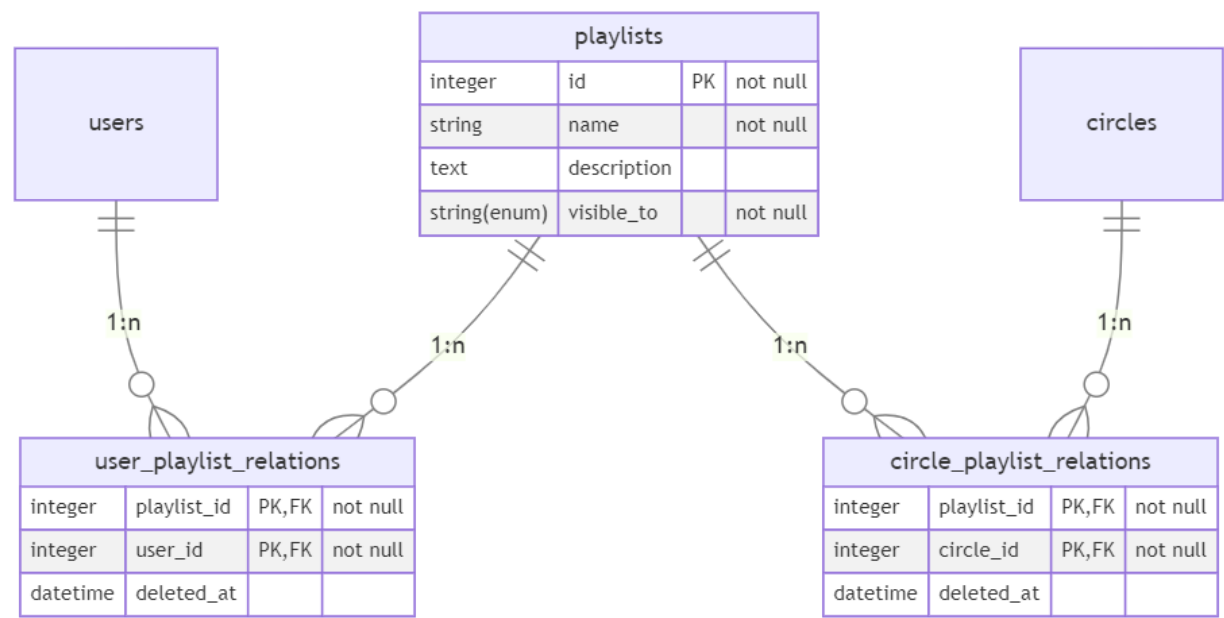 playlists
integer id PK not null
string name not null
text description
string(enum) visible_to not null
users
circles
1:n
1:n
1:n
1:n
user_playlist_relations
integer playlist_id PK,FK not null
integer user_id PK,FK not null
datetime deleted_at
circle_playlist_relations
integer playlist_id PK,FK not null
integer circle_id PK,FK not null
datetime deleted_at